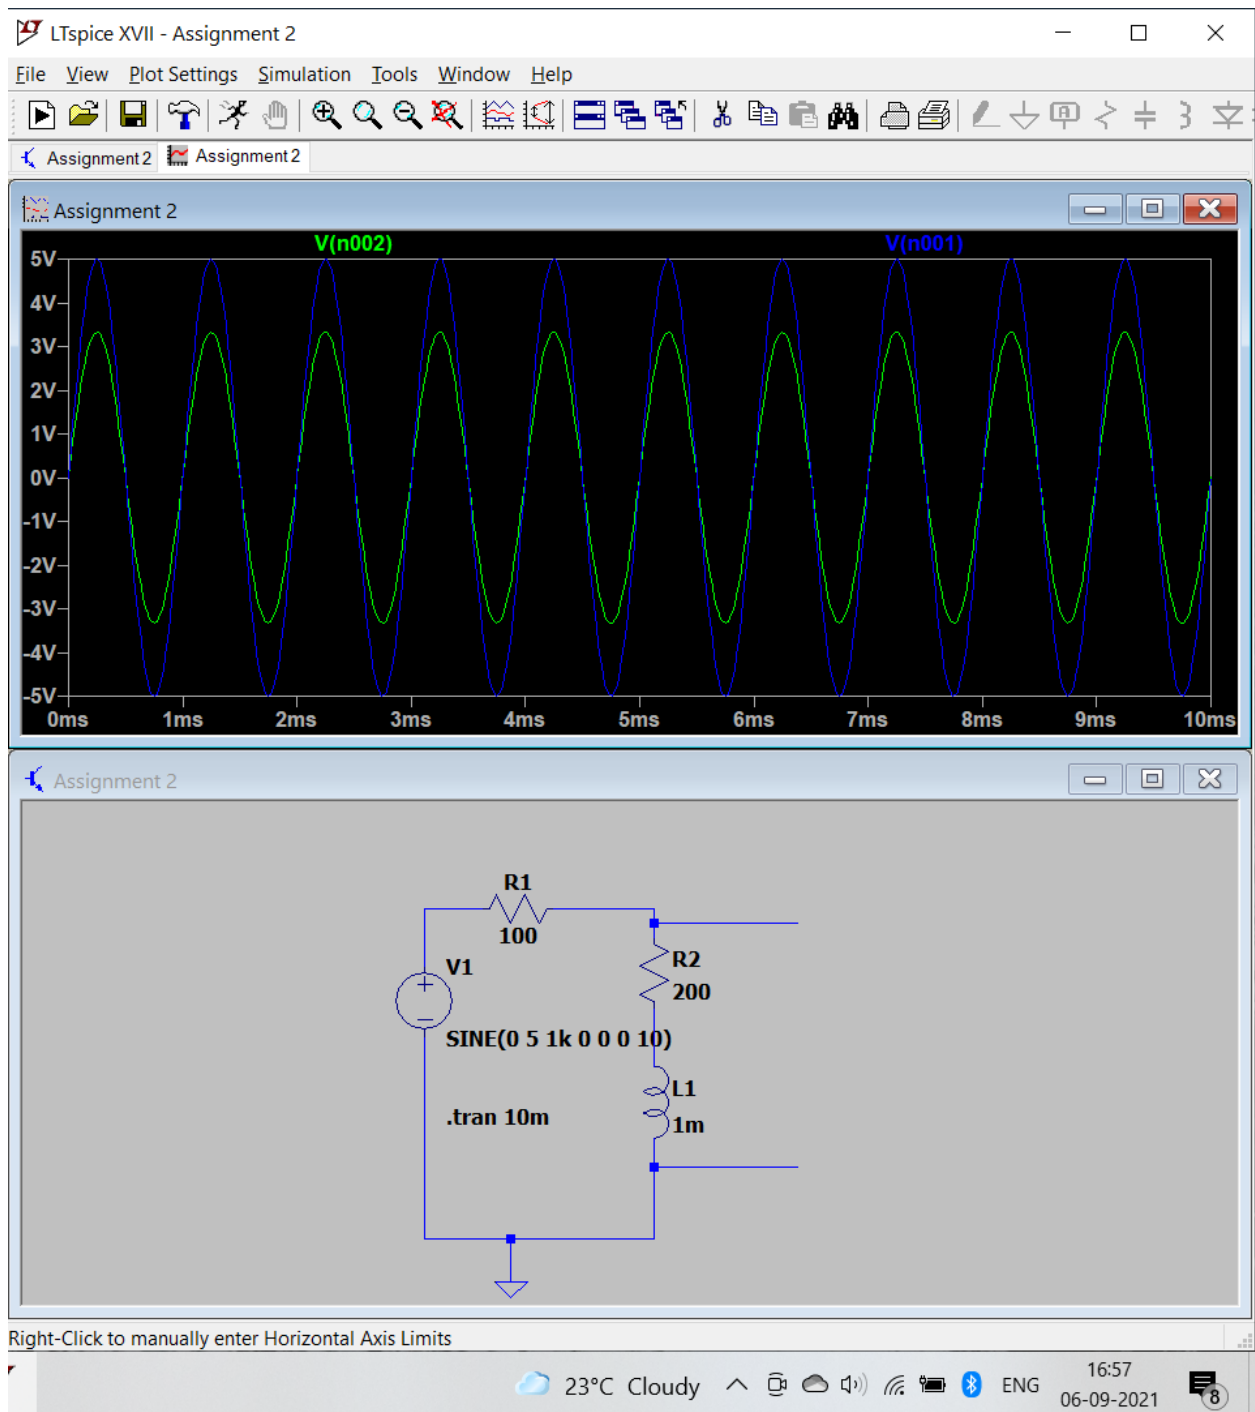 LTspice XVII - Assignment 2
File View Plot Settings Simulation Tools Window Help
Assignment 2 Assignment 2
Assignment 2
V(n002) V(n001)
5V
4V
3V
2V
1V
0V
-1V
-2V
-3V
-4V
-5V
0ms 1ms 2ms 3ms 4ms 5ms 6ms 7ms 8ms 9ms 10ms
Assignment 2
R1
100
V1
R2
200
SINE(0 5 1k 0 0 0 10)
L1
.tran 10m
1m
Right-Click to manually enter Horizontal Axis Limits
23°C Cloudy ENG
16:57
06-09-2021
8